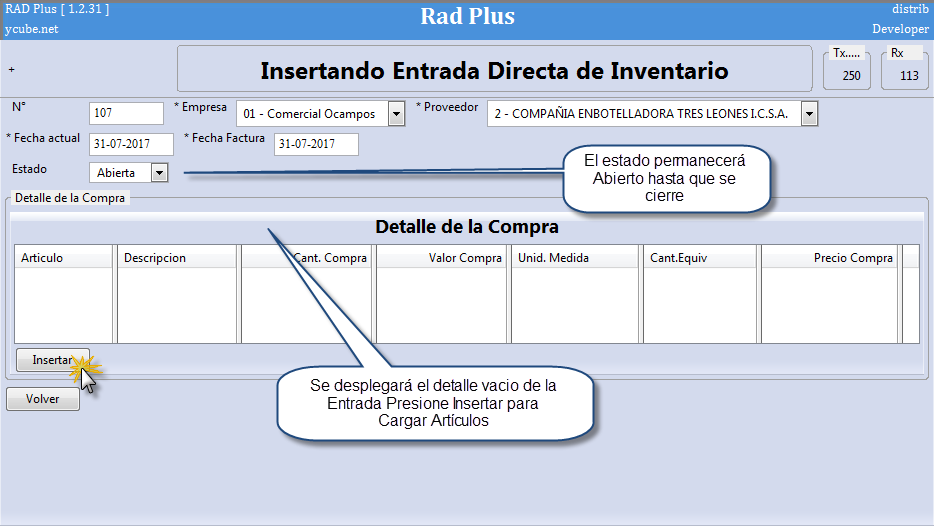 RAD Plus [ 1.2.31 ]
Rad Plus
distrib
ycube.net
Developer
+
Insertando Entrada Directa de Inventario
Tx.....
250
Rx
113
N°
107
* Empresa
01 - Comercial Ocampos
* Proveedor
2 - COMPAÑIA ENBOTELLADORA TRES LEONES I.C.S.A.
* Fecha actual
31-07-2017
* Fecha Factura
31-07-2017
Estado
Abierta
El estado permanecerá
Abierto hasta que se
cierre
Detalle de la Compra
Detalle de la Compra
Articulo
Descripcion
Cant. Compra
Valor Compra
Unid. Medida
Cant.Equiv
Precio Compra
Insertar
Volver
Se desplegará el detalle vacio de la
Entrada Presione Insertar para
Cargar Artículos